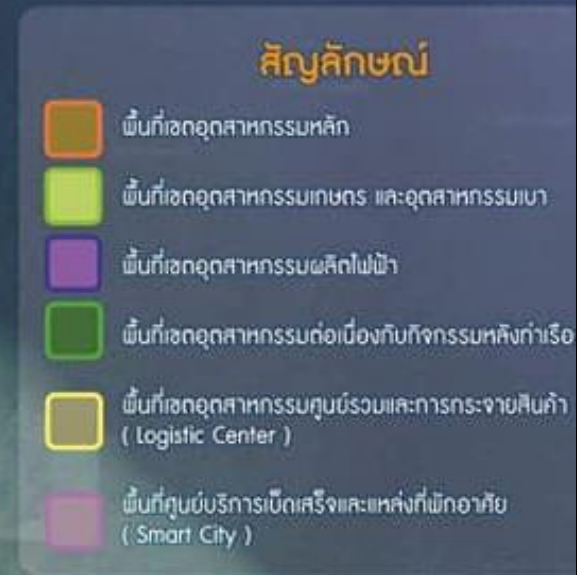 สัญลักษณ์
พื้นที่เขตอุตสาหกรรมหลัก
พื้นที่เขตอุตสาหกรรมเกษตร และอุตสาหกรรมเบา
พื้นที่เขตอุตสาหกรรมผลิตไฟฟ้า
พื้นที่เขตอุตสาหกรรมต่อเนื่องกับกิจกรรมหลังท่าเรือ
พื้นที่เขตอุตสาหกรรมศูนย์รวมและการกระจายสินค้า
( Logistic Center )
พื้นที่ศูนย์บริการเบ็ดเสร็จและแหล่งที่พักอาศัย
( Smart City )